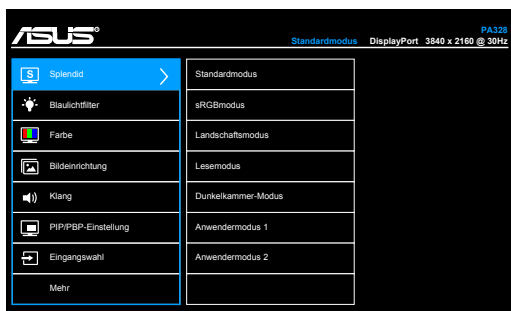 ASUS
PA328
Standardmodus DisplayPort 3840 x 2160 @ 30Hz
S Splendid
Blaulichtfilter
Farbe
Bildeinrichtung
Klang
PIP/PBP-Einstellung
Eingangswahl
Mehr
Standardmodus
sRGBmodus
Landschaftsmodus
Lesemodus
Dunkelkammer-Modus
Anwendermodus 1
Anwendermodus 2